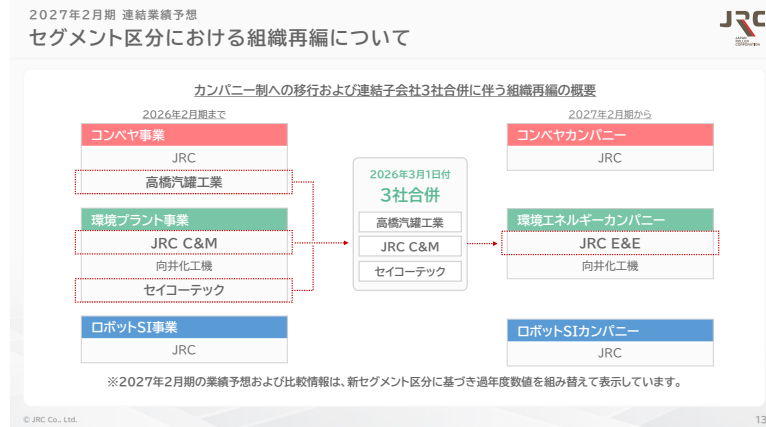 2027年2月期 連結業績予想
セグメント区分における組織再編について
JRC
JAPAN
ROLLER
CORPORATION
カンパニー制への移行および連結子会社3社合併に伴う組織再編の概要
2026年2月期まで
コンベヤ事業
JRC
高橋汽罐工業
環境プラント事業
JRC C&M
向井化工機
セイコーテック
ロボットSI事業
JRC
2026年3月1日付
3社合併
高橋汽罐工業
JRC C&M
セイコーテック
2027年2月期から
コンベヤカンパニー
JRC
環境エネルギーカンパニー
JRC E&E
向井化工機
ロボットSIカンパニー
JRC
※2027年2月期の業績予想および比較情報は、新セグメント区分に基づき過年度数値を組み替えて表示しています。
© JRC Co., Ltd.
13